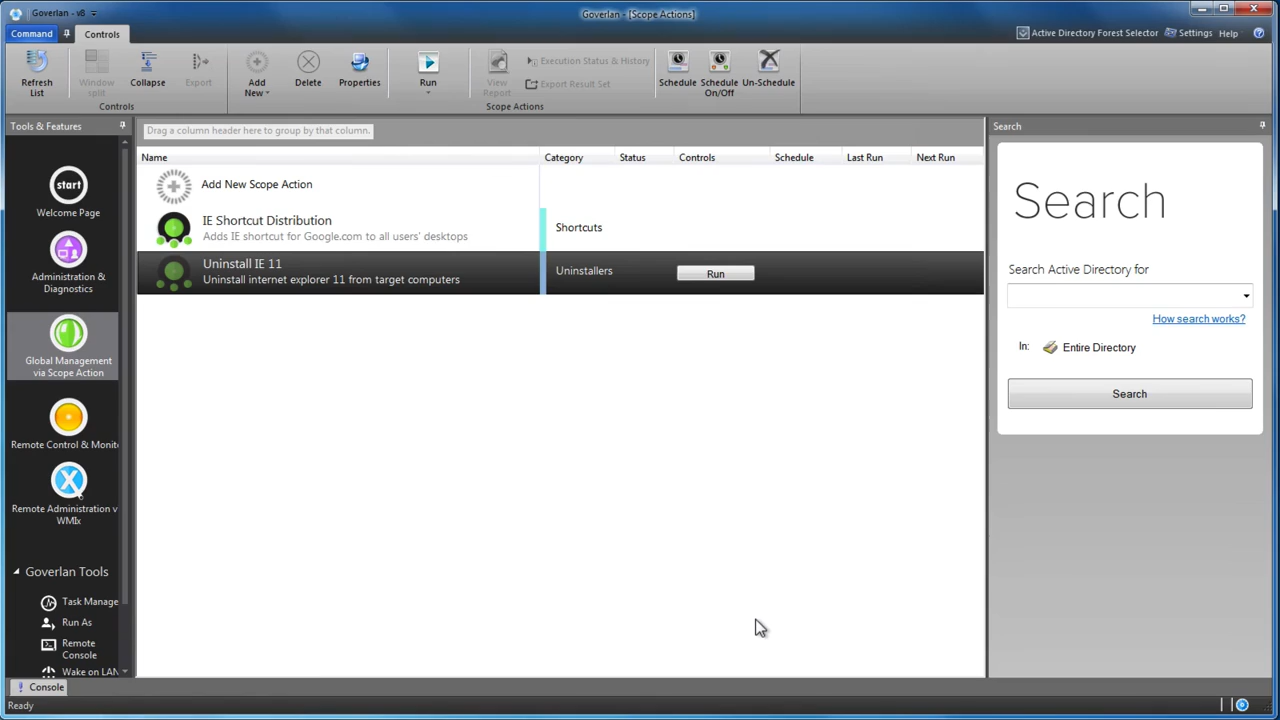 Goverlan - v8
Goverlan - [Scope Actions]
Command
Controls
Active Directory Forest Selector
Settings
Help
Refresh
List
Window
split
Collapse
Export
Controls
Add
New
Delete
Properties
Run
View
Report
Execution Status & History
Export Result Set
Scope Actions
Schedule
Schedule
On/Off
Un-Schedule
Tools & Features
start
Welcome Page
Administration &
Diagnostics
Global Management
via Scope Action
Remote Control & Monito
X
Remote Administration v
WMIx
Goverlan Tools
Task Manage
Run As
Remote
Console
Wake on LAN
Drag a column header here to group by that column.
Name Category Status Controls Schedule Last Run Next Run
Add New Scope Action
IE Shortcut Distribution
Adds IE shortcut for Google.com to all users' desktops
Shortcuts
Uninstall IE 11
Uninstall internet explorer 11 from target computers
Uninstallers
Run
Search
Search
Search Active Directory for
How search works?
In: Entire Directory
Search
Console
Ready